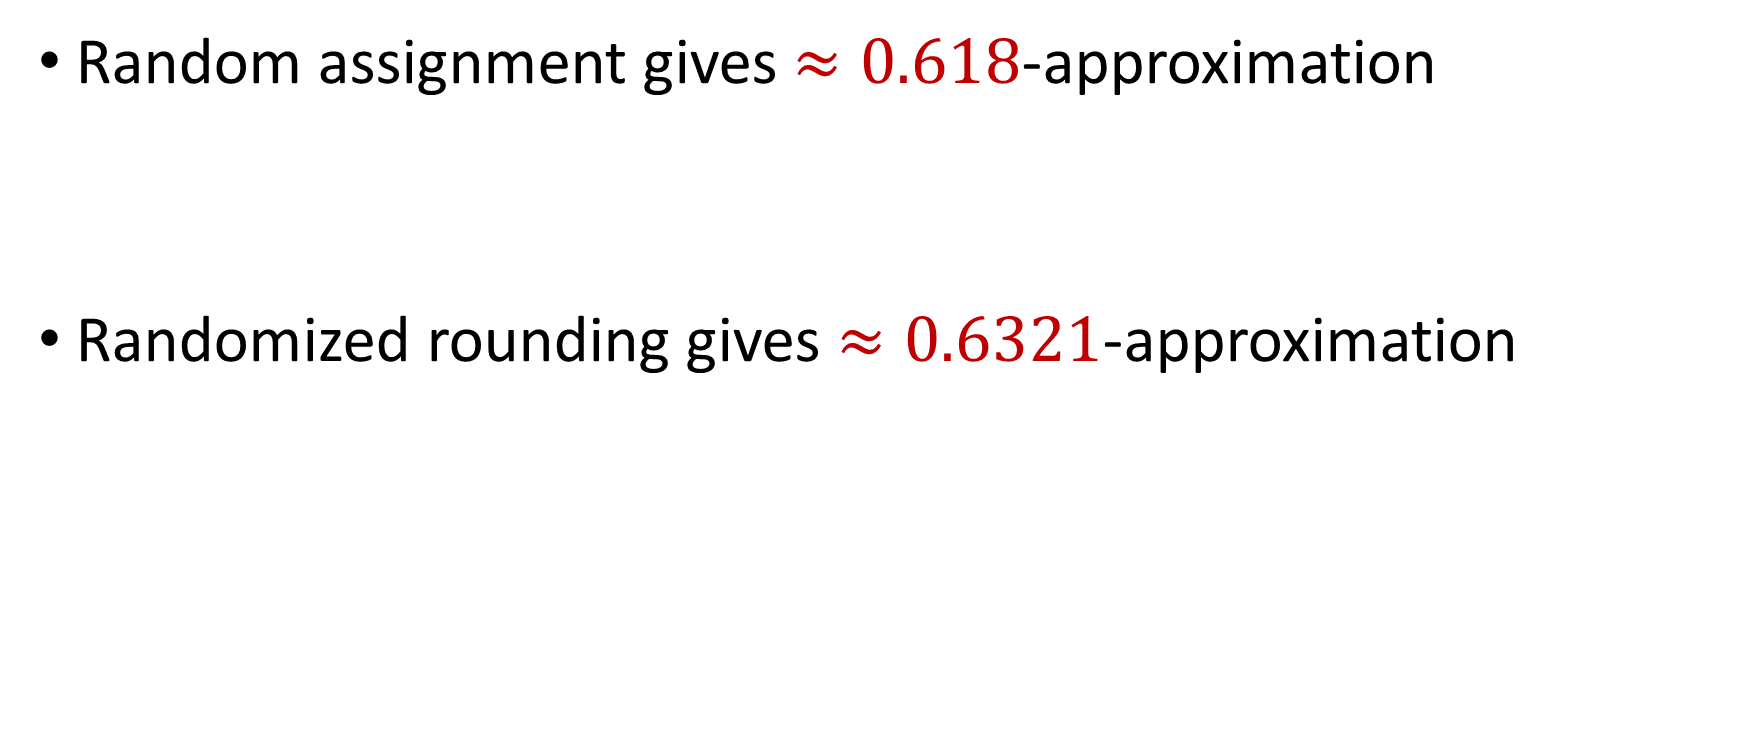 • Random assignment gives ≈ 0.618-approximation
• Randomized rounding gives ≈ 0.6321-approximation